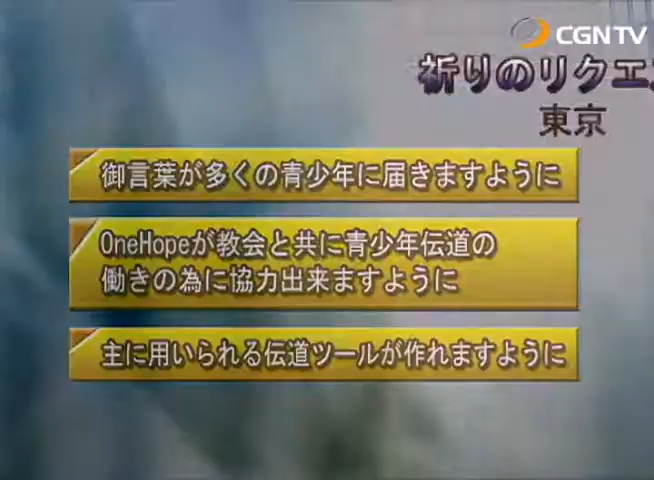 CGNTV
祈りのリクエ
東京
御言葉が多くの青少年に届きますように
OneHopeが教会と共に青少年伝道の
働きの為に協力出来ますように
主に用いられる伝道ツールが作れますように